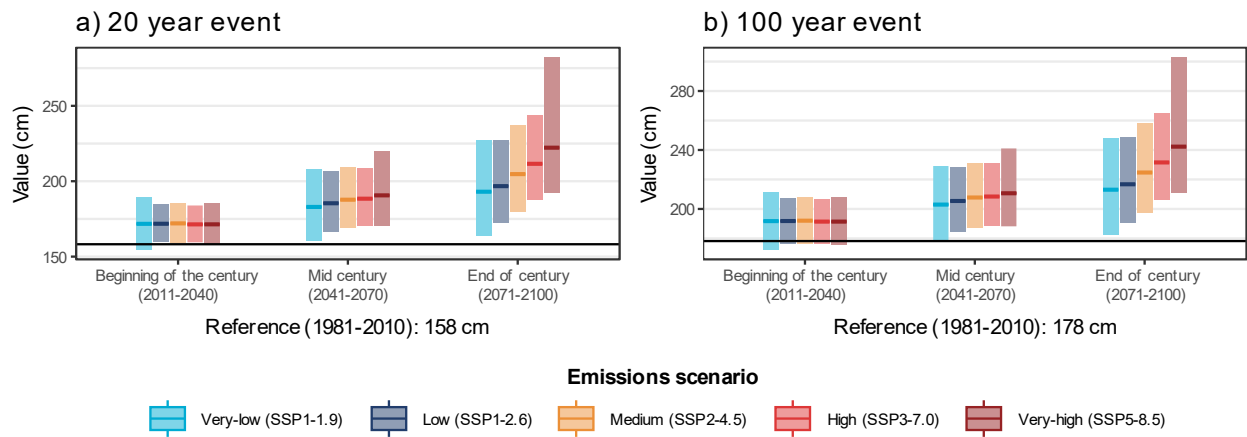 a) 20 year event
Value (cm)
250
200
150
Beginning of the century
(2011-2040)
Mid century
(2041-2070)
End of century
(2071-2100)
Reference (1981-2010): 158 cm
b) 100 year event
Value (cm)
280
240
200
Beginning of the century
(2011-2040)
Mid century
(2041-2070)
End of century
(2071-2100)
Reference (1981-2010): 178 cm
Emissions scenario
Very-low (SSP1-1.9)
Low (SSP1-2.6)
Medium (SSP2-4.5)
High (SSP3-7.0)
Very-high (SSP5-8.5)